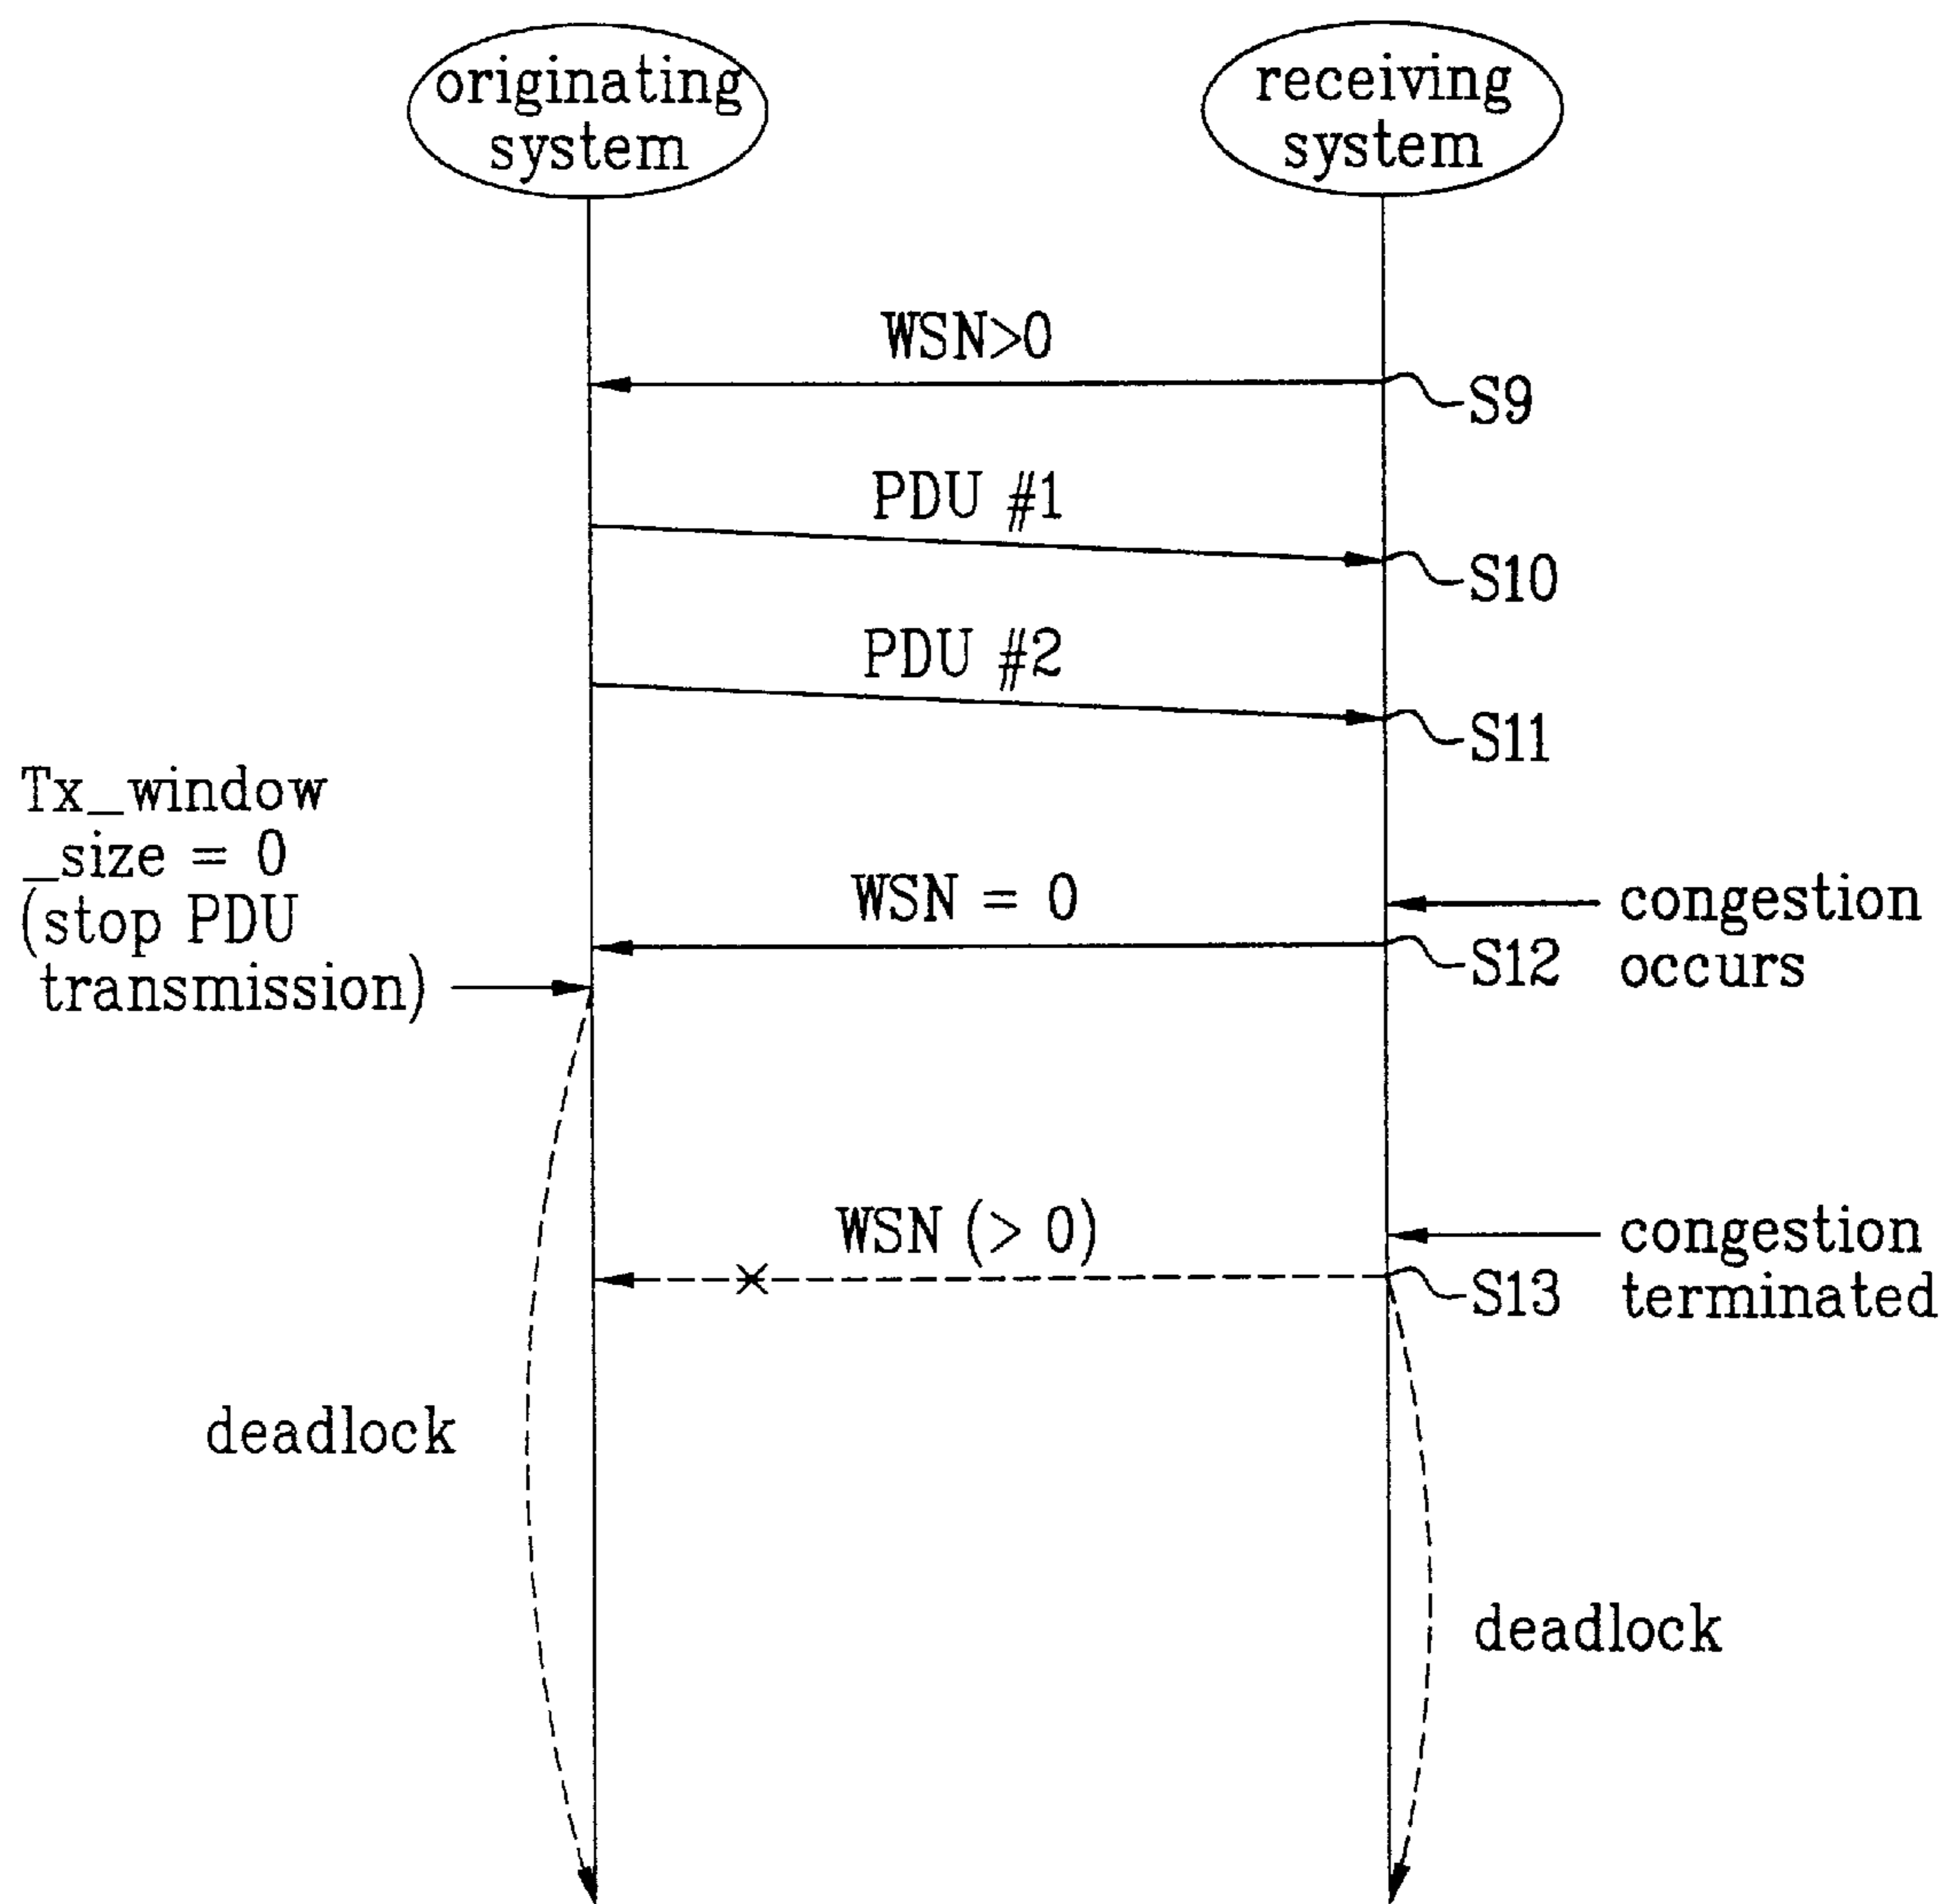 originating
system
receiving
system
WSN>0
S9
PDU #1
S10
PDU #2
S11
Tx_window
_size = 0
(stop PDU
transmission)
WSN = 0
S12
congestion
occurs
WSN (> 0)
S13
congestion
terminated
deadlock
deadlock